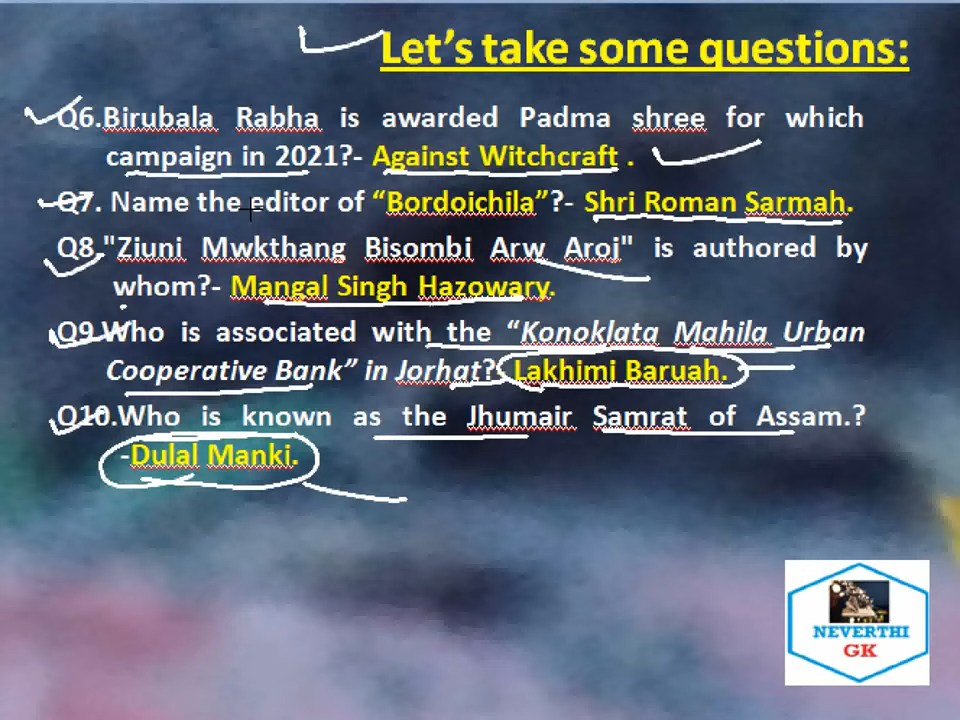 Let's take some questions:
Q6.Birubala Rabha is awarded Padma shree for which
campaign in 2021?- Against Witchcraft .
Q7. Name the editor of “Bordoichila”?- Shri Roman Sarmah.
Q8."Ziuni Mwkthang Bisombi Arw Aroj" is authored by
whom?- Mangal Singh Hazowary.
Q9.Who is associated with the “Konoklata Mahila Urban
Cooperative Bank” in Jorhat?- Lakhimi Baruah.
Q10.Who is known as the Jhumair Samrat of Assam.?
-Dulal Manki.
NEVERTHI
GK